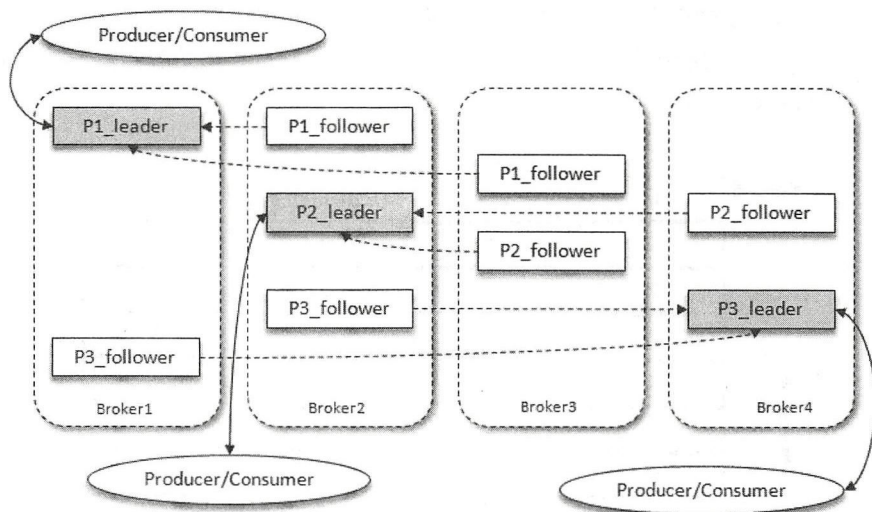 Producer/Consumer
P1_leader
P1_follower
P1_follower
P2_leader
P2_follower
P2_follower
P3_follower
P3_leader
P3_follower
Broker1
Broker2
Broker3
Broker4
Producer/Consumer
Producer/Consumer